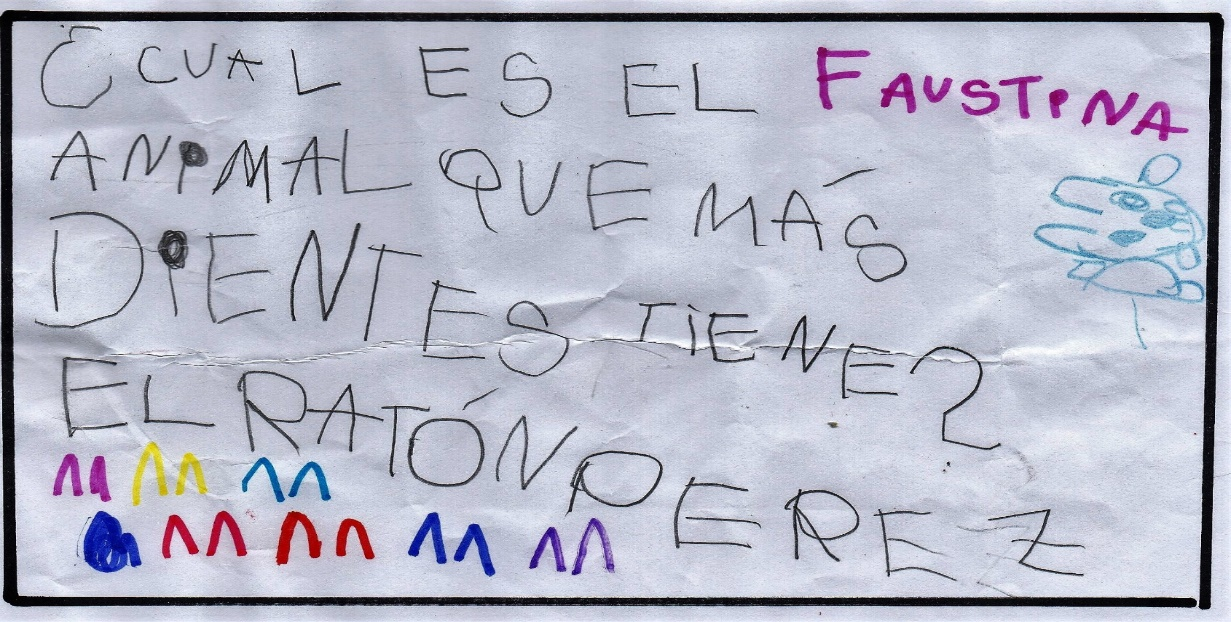 ¿CUAL ES EL FAUSTINA
ANIMAL QUE MÁS
DIENTES TIENE?
EL RATÓN PEREZ